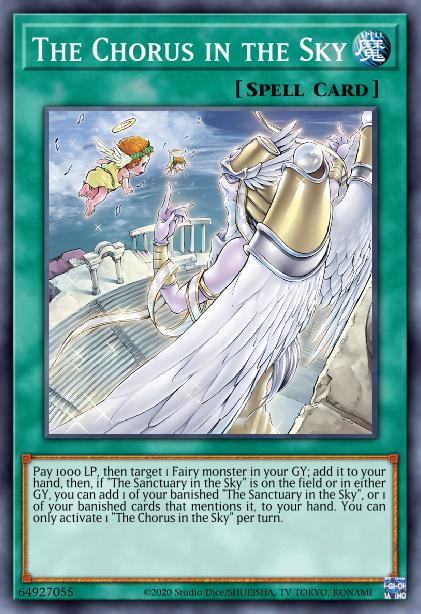 THE CHORUS IN THE SKY
SPELL
魔
[SPELL CARD]
Pay 1000 LP, then target 1 Fairy monster in your GY; add it to your
hand, then, if "The Sanctuary in the Sky" is on the field or in either
GY, you can add 1 of your banished "The Sanctuary in the Sky", or 1
of your banished cards that mentions it, to your hand. You can
only activate 1 "The Chorus in the Sky" per turn.
64927055 ©2020 Studio Dice/SHUEISHA, TV TOKYO, KONAMI